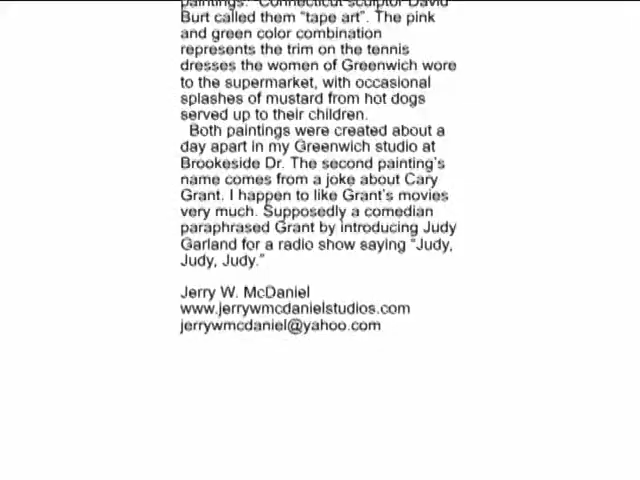 paintings. Connecticut sculptor David
Burt called them "tape art". The pink
and green color combination
represents the trim on the tennis
dresses the women of Greenwich wore
to the supermarket, with occasional
splashes of mustard from hot dogs
served up to their children.
Both paintings were created about a
day apart in my Greenwich studio at
Brookeside Dr. The second painting's
name comes from a joke about Cary
Grant. I happen to like Grant's movies
very much. Supposedly a comedian
paraphrased Grant by introducing Judy
Garland for a radio show saying "Judy,
Judy, Judy."
Jerry W. McDaniel
www.jerrywmcdanielstudios.com
jerrywmcdaniel@yahoo.com